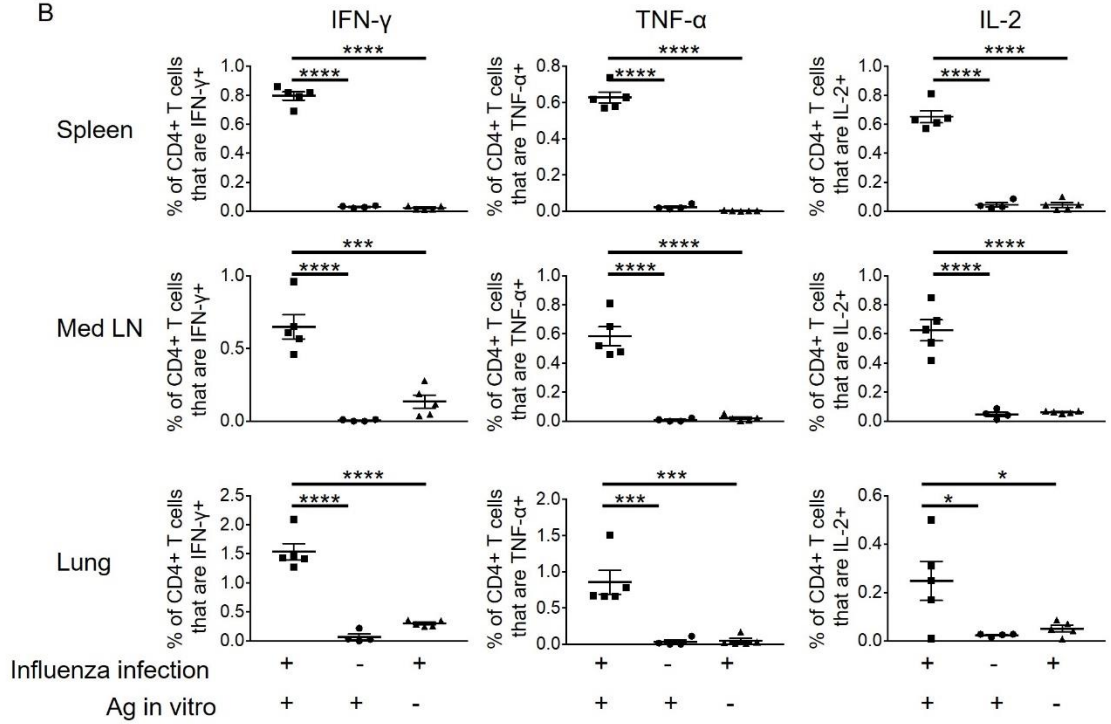 B
IFN-γ TNF-α IL-2
Spleen
% of CD4+ T cells
that are IFN-γ+
1.0
0.8
0.6
0.4
0.2
0.0
****
****
% of CD4+ T cells
that are TNF-α+
0.8
0.6
0.4
0.2
0.0
****
****
% of CD4+ T cells
that are IL-2+
1.0
0.8
0.6
0.4
0.2
0.0
****
****
Med LN
% of CD4+ T cells
that are IFN-γ+
1.0
0.5
0.0
***
****
% of CD4+ T cells
that are TNF-α+
1.0
0.8
0.6
0.4
0.2
0.0
****
****
% of CD4+ T cells
that are IL-2+
1.0
0.8
0.6
0.4
0.2
0.0
****
****
Lung
% of CD4+ T cells
that are IFN-γ+
2.5
2.0
1.5
1.0
0.5
0.0
****
****
% of CD4+ T cells
that are TNF-α+
2.0
1.5
1.0
0.5
0.0
***
***
% of CD4+ T cells
that are IL-2+
0.6
0.4
0.2
0.0
*
*
Influenza infection + - + + - + + - +
Ag in vitro + + - + + - + + -